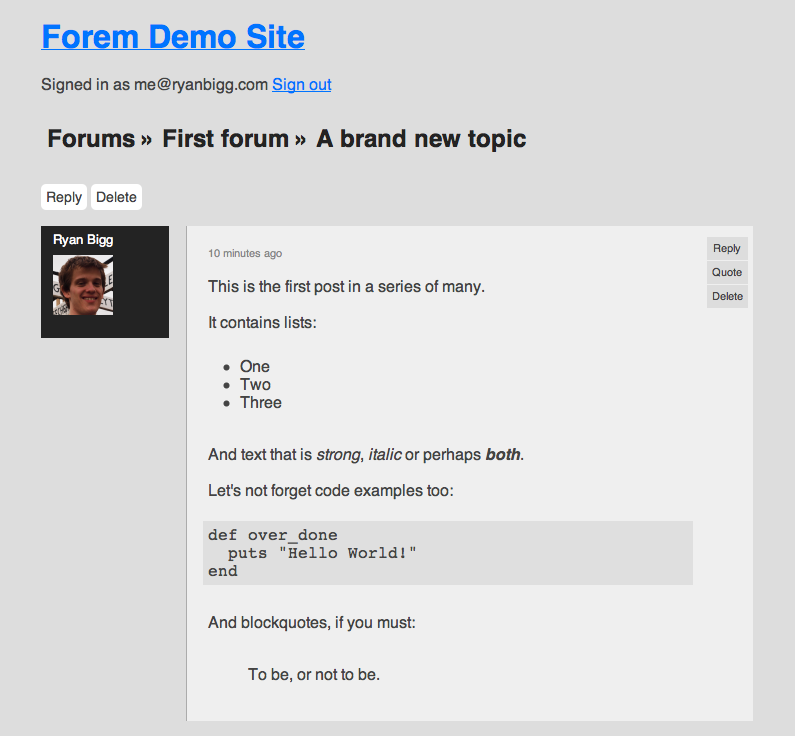 Forem Demo Site
Signed in as me@ryanbigg.com Sign out
Forums » First forum » A brand new topic
Reply Delete
Ryan Bigg
10 minutes ago
Reply
Quote
Delete
This is the first post in a series of many.
It contains lists:
• One
• Two
• Three
And text that is strong, italic or perhaps both.
Let's not forget code examples too:
def over_done
  puts "Hello World!"
end
And blockquotes, if you must:
To be, or not to be.